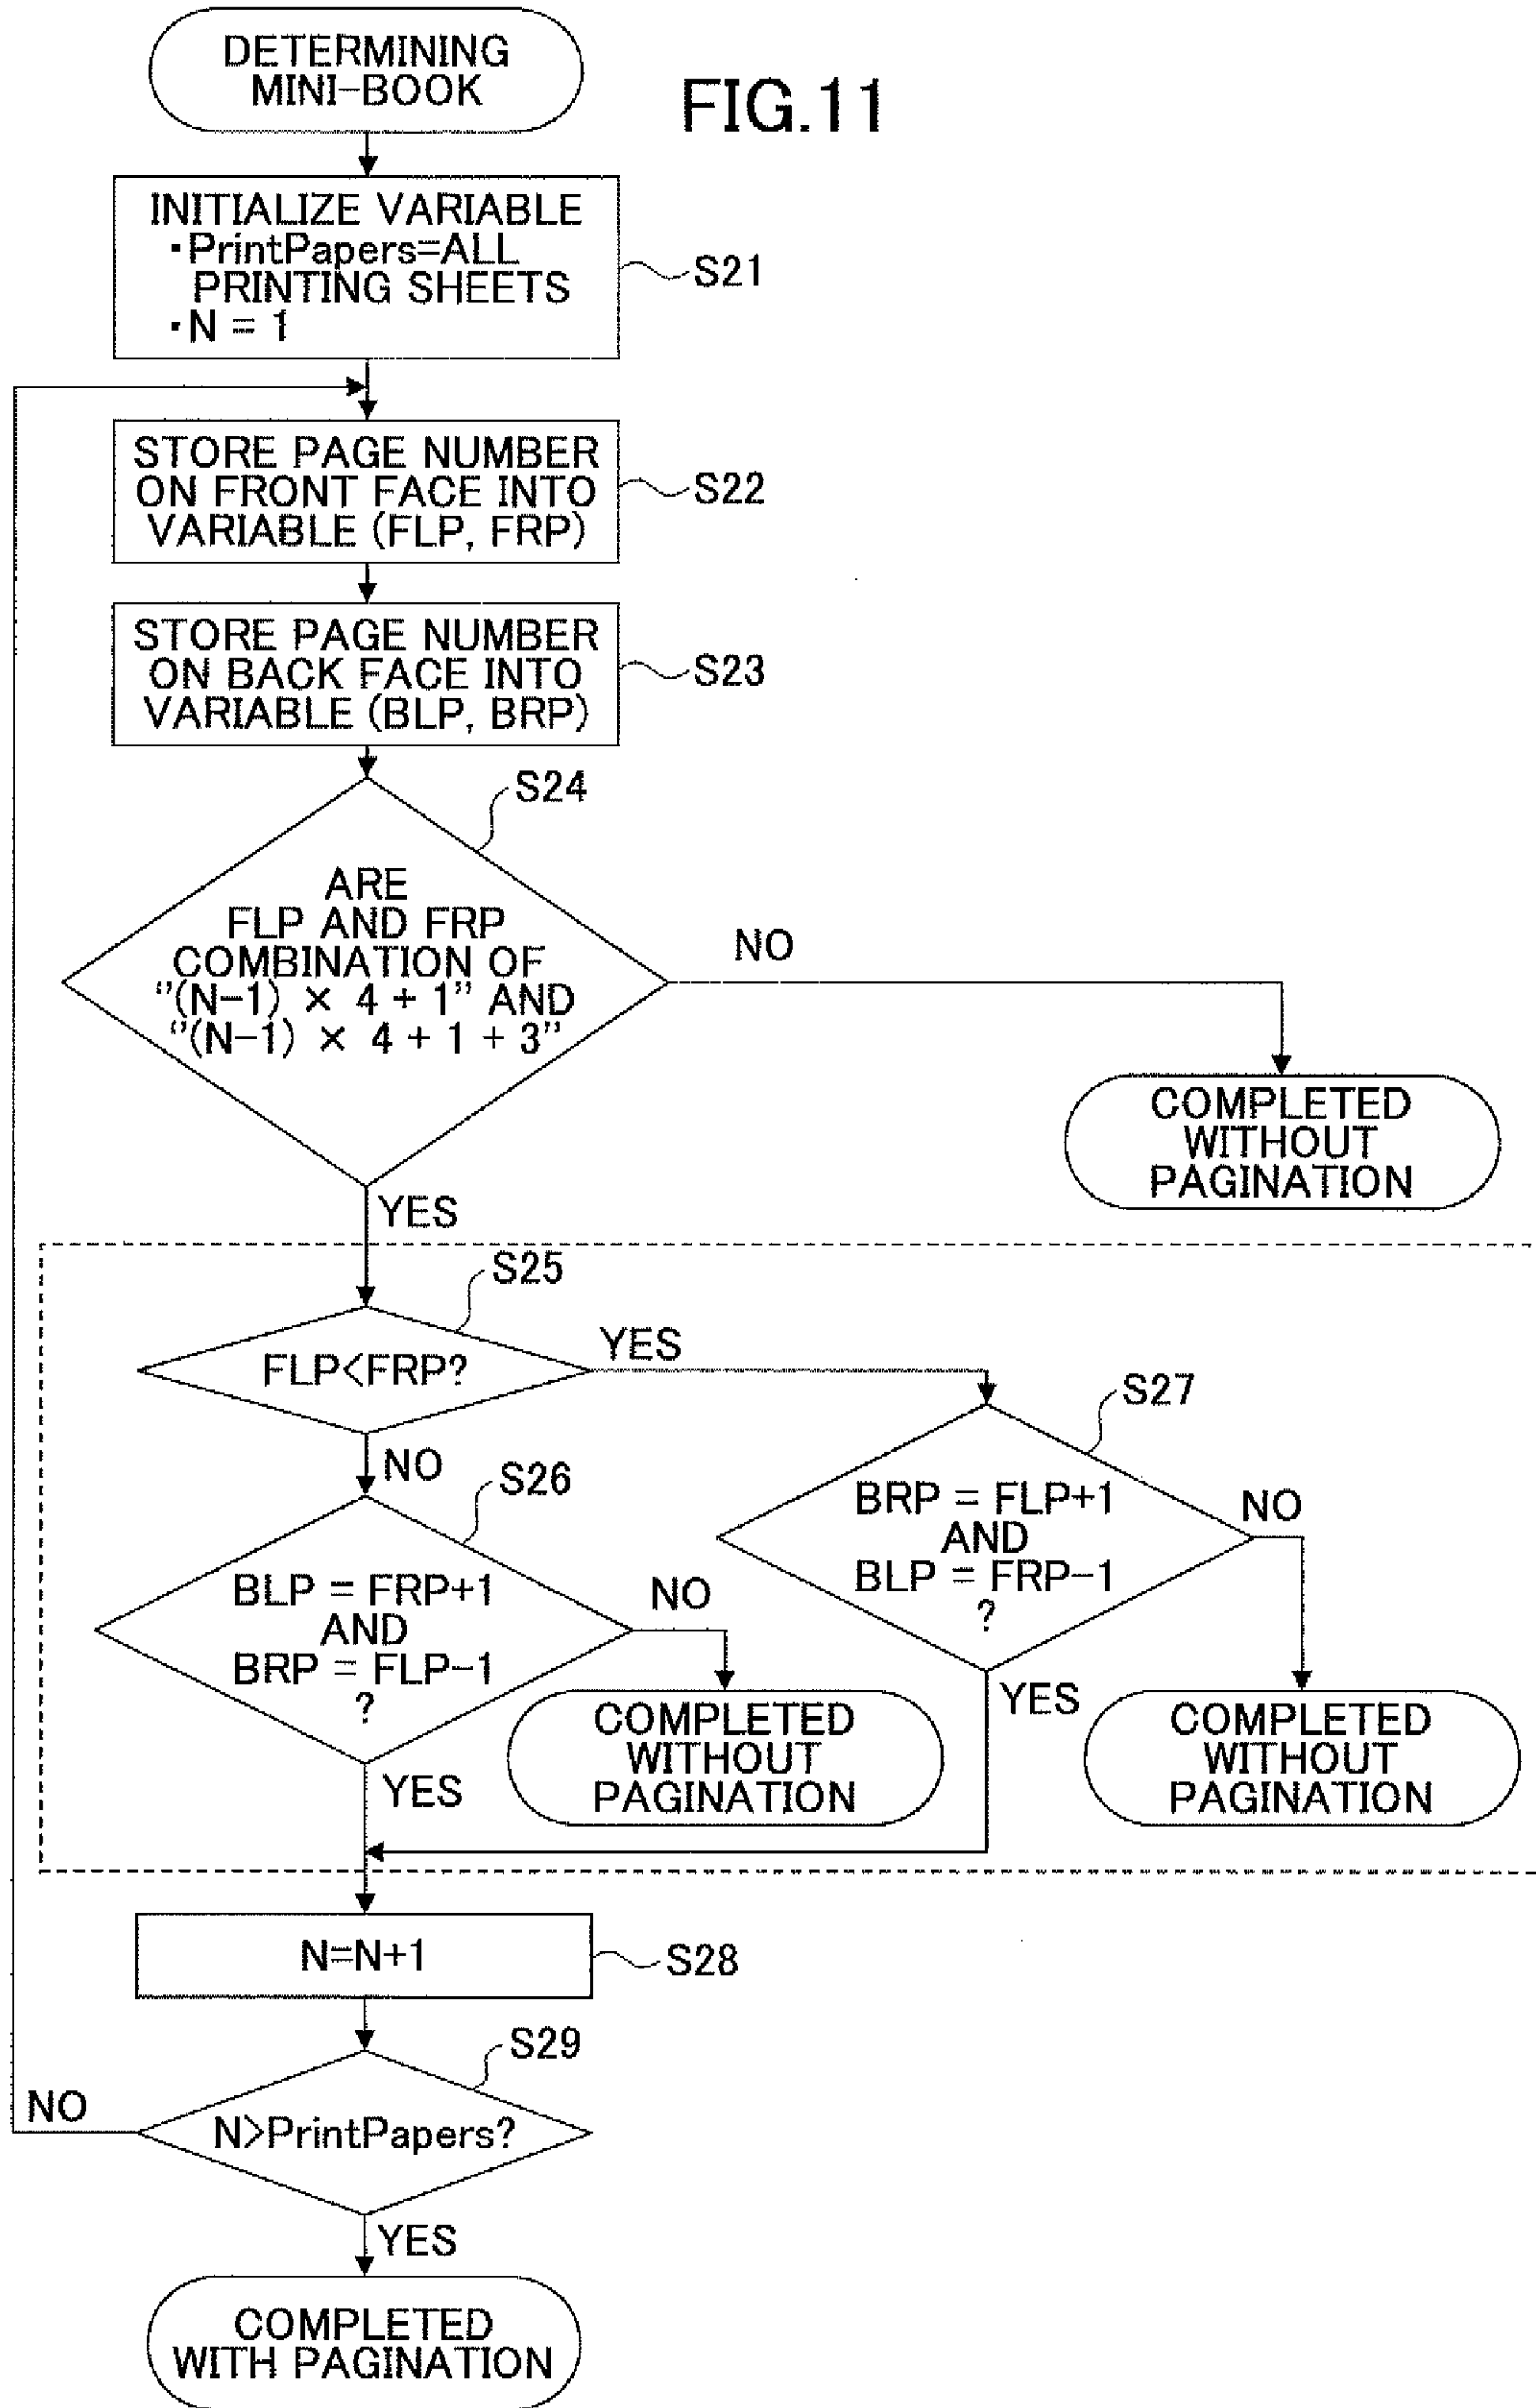 DETERMINING
MINI-BOOK
FIG.11
INITIALIZE VARIABLE
・PrintPapers=ALL
PRINTING SHEETS
・N = 1
S21
STORE PAGE NUMBER
ON FRONT FACE INTO
VARIABLE (FLP, FRP)
S22
STORE PAGE NUMBER
ON BACK FACE INTO
VARIABLE (BLP, BRP)
S23
S24
ARE
FLP AND FRP
COMBINATION OF
"(N-1) × 4 + 1" AND
"(N-1) × 4 + 1 + 3"
NO
COMPLETED
WITHOUT
PAGINATION
YES
S25
FLP<FRP?
YES
NO
S27
BRP = FLP+1
AND
BLP = FRP-1
?
NO
YES
COMPLETED
WITHOUT
PAGINATION
S26
BLP = FRP+1
AND
BRP = FLP-1
?
NO
COMPLETED
WITHOUT
PAGINATION
YES
N=N+1
S28
S29
N>PrintPapers?
NO
YES
COMPLETED
WITH PAGINATION